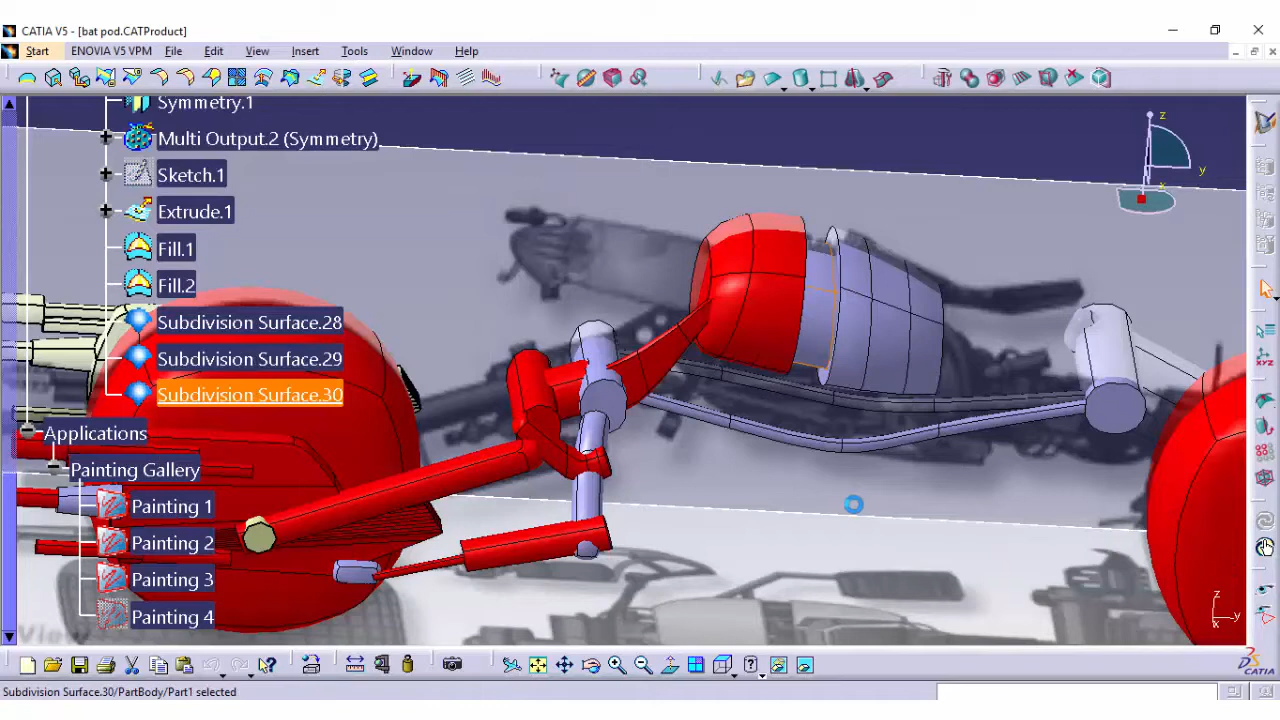 CATIA V5 - [bat pod.CATProduct]
Start ENOVIA V5 VPM File Edit View Insert Tools Window Help
Symmetry.1
Multi Output.2 (Symmetry)
Sketch.1
Extrude.1
Fill.1
Fill.2
Subdivision Surface.28
Subdivision Surface.29
Subdivision Surface.30
Applications
Painting Gallery
Painting 1
Painting 2
Painting 3
Painting 4
z
y
x
View
z
y
x
CATIA
Subdivision Surface.30/PartBody/Part1 selected